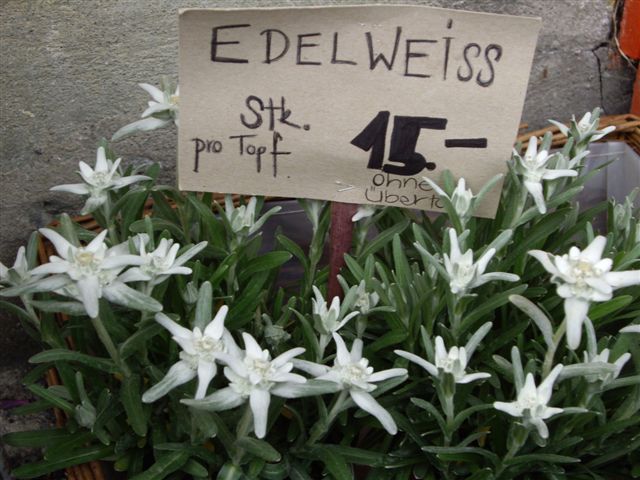 EDELWEiSS
Stk.
pro Topf 15.-
ohne